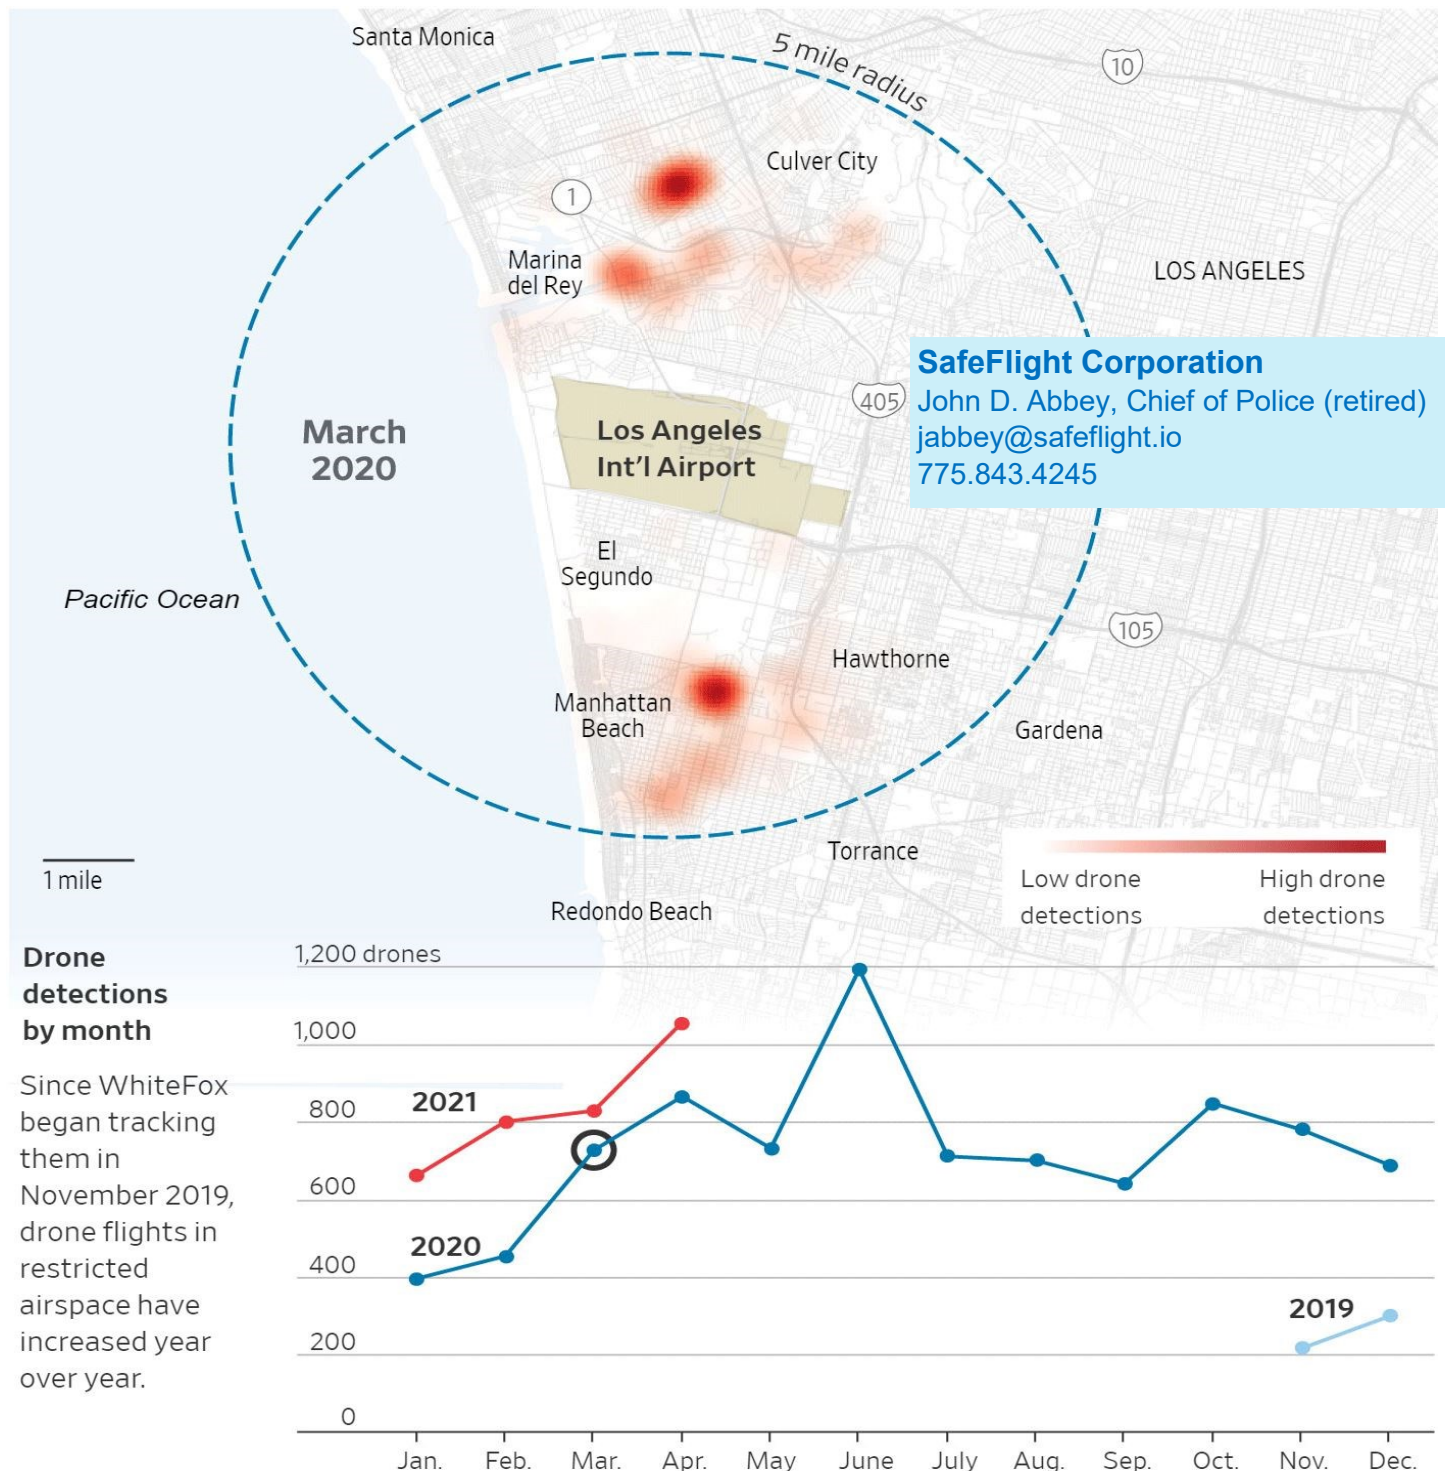 Santa Monica
5 mile radius
10
Culver City
1
Marina
del Rey
LOS ANGELES
SafeFlight Corporation
John D. Abbey, Chief of Police (retired)
jabbey@safeflight.io
775.843.4245
405
March
2020
Los Angeles
Int'l Airport
El
Segundo
Pacific Ocean
105
Hawthorne
Manhattan
Beach
Gardena
Torrance
1 mile
Low drone
detections
High drone
detections
Redondo Beach
Drone
detections
by month
Since WhiteFox
began tracking
them in
November 2019,
drone flights in
restricted
airspace have
increased year
over year.
1,200 drones
1,000
800
600
400
200
0
2021
2020
2019
Jan. Feb. Mar. Apr. May June July Aug. Sep. Oct. Nov. Dec.